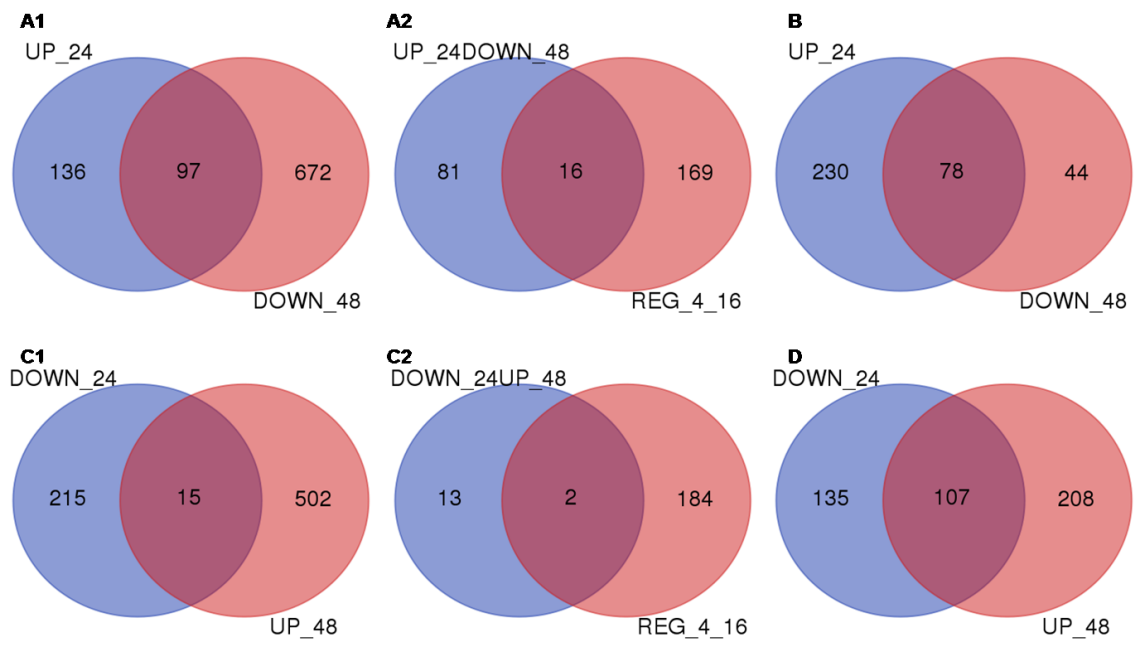 A1
UP_24
136
97
672
DOWN_48
A2
UP_24DOWN_48
81
16
169
REG_4_16
B
UP_24
230
78
44
DOWN_48
C1
DOWN_24
215
15
502
UP_48
C2
DOWN_24UP_48
13
2
184
REG_4_16
D
DOWN_24
135
107
208
UP_48